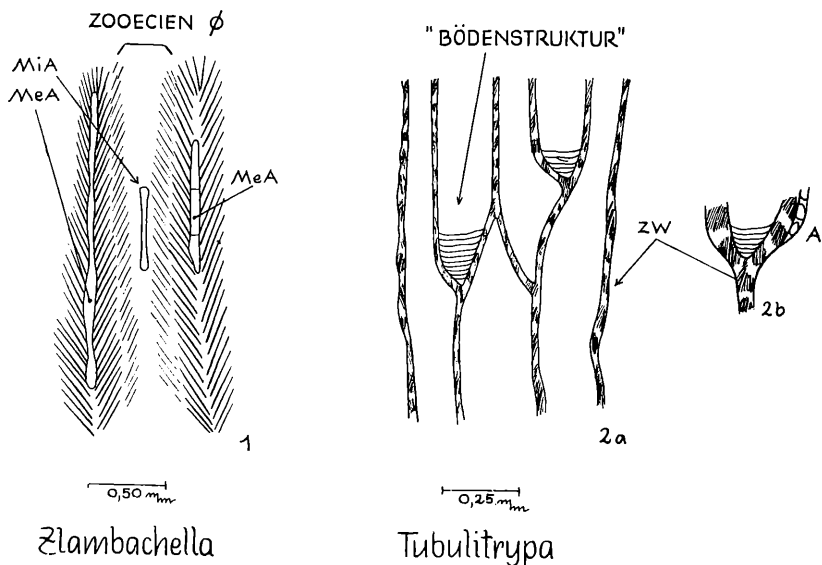 ZOOECIEN ø
MiA
MeA
MeA
1
0,50 mm
Zlambachella
"BÖDENSTRUKTUR"
ZW
A
2b
2a
0,25 mm
Tubulitrypa